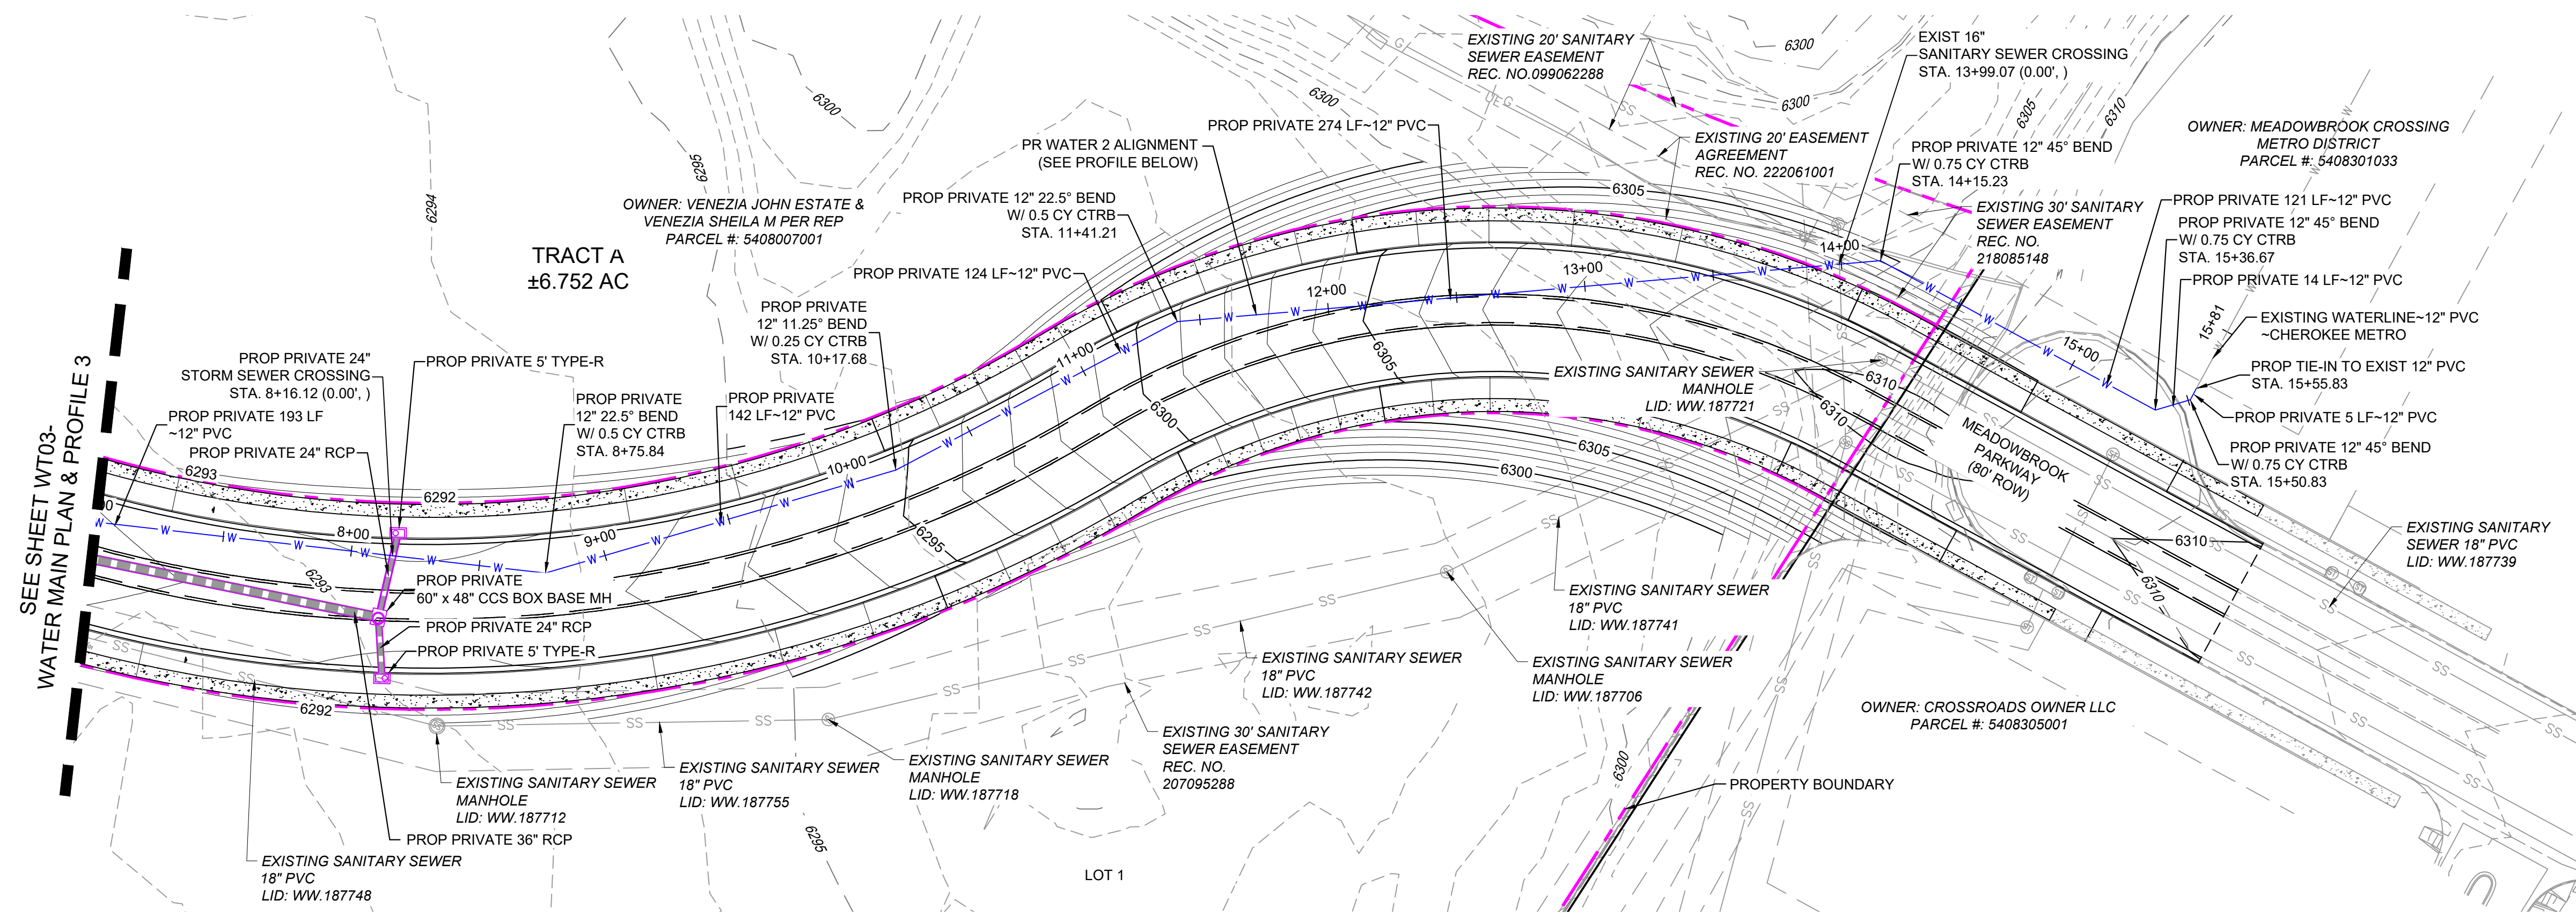 SEE SHEET WT03-
WATER MAIN PLAN & PROFILE 3
TRACT A
±6.752 AC
OWNER: VENEZIA JOHN ESTATE &
VENEZIA SHEILA M PER REP
PARCEL #: 5408007001
PROP PRIVATE 24"
STORM SEWER CROSSING
STA. 8+16.12 (0.00', )
PROP PRIVATE 193 LF
~12" PVC
PROP PRIVATE 24" RCP
PROP PRIVATE 5' TYPE-R
PROP PRIVATE
12" 22.5° BEND
W/ 0.5 CY CTRB
STA. 8+75.84
PROP PRIVATE
142 LF~12" PVC
PROP PRIVATE
12" 11.25° BEND
W/ 0.25 CY CTRB
STA. 10+17.68
PROP PRIVATE 124 LF~12" PVC
PROP PRIVATE 12" 22.5° BEND
W/ 0.5 CY CTRB
STA. 11+41.21
PR WATER 2 ALIGNMENT
(SEE PROFILE BELOW)
PROP PRIVATE 274 LF~12" PVC
EXISTING 20' SANITARY
SEWER EASEMENT
REC. NO.099062288
EXIST 16"
SANITARY SEWER CROSSING
STA. 13+99.07 (0.00', )
EXISTING 20' EASEMENT
AGREEMENT
REC. NO. 222061001
PROP PRIVATE 12" 45° BEND
W/ 0.75 CY CTRB
STA. 14+15.23
EXISTING 30' SANITARY
SEWER EASEMENT
REC. NO.
218085148
OWNER: MEADOWBROOK CROSSING
METRO DISTRICT
PARCEL #: 5408301033
PROP PRIVATE 121 LF~12" PVC
PROP PRIVATE 12" 45° BEND
W/ 0.75 CY CTRB
STA. 15+36.67
PROP PRIVATE 14 LF~12" PVC
EXISTING WATERLINE~12" PVC
~CHEROKEE METRO
PROP TIE-IN TO EXIST 12" PVC
STA. 15+55.83
PROP PRIVATE 5 LF~12" PVC
PROP PRIVATE 12" 45° BEND
W/ 0.75 CY CTRB
STA. 15+50.83
EXISTING SANITARY
SEWER 18" PVC
LID: WW.187739
EXISTING SANITARY SEWER
MANHOLE
LID: WW.187721
MEADOWBROOK
PARKWAY
(80' ROW)
PROP PRIVATE
60" x 48" CCS BOX BASE MH
PROP PRIVATE 24" RCP
PROP PRIVATE 5' TYPE-R
EXISTING SANITARY SEWER
18" PVC
LID: WW.187741
EXISTING SANITARY SEWER
MANHOLE
LID: WW.187706
EXISTING SANITARY SEWER
18" PVC
LID: WW.187742
EXISTING 30' SANITARY
SEWER EASEMENT
REC. NO.
207095288
EXISTING SANITARY SEWER
MANHOLE
LID: WW.187718
EXISTING SANITARY SEWER
18" PVC
LID: WW.187755
EXISTING SANITARY SEWER
MANHOLE
LID: WW.187712
PROP PRIVATE 36" RCP
EXISTING SANITARY SEWER
18" PVC
LID: WW.187748
OWNER: CROSSROADS OWNER LLC
PARCEL #: 5408305001
PROPERTY BOUNDARY
LOT 1
8+00
9+00
10+00
11+00
12+00
13+00
14+00
15+00
15+81
6294
6295
6300
6300
6300
6300
6305
6310
6293
6292
6293
6292
6295
6295
6300
6305
6305
6305
6300
6310
6310
6310
6310
6300